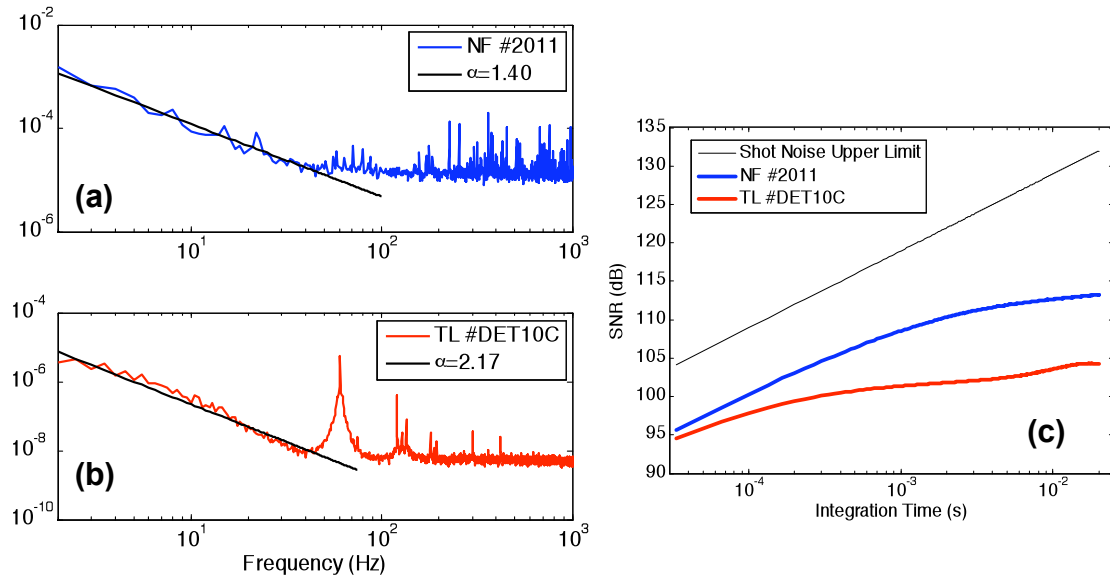 10^-2
10^-4
10^-6
(a)
NF #2011
α=1.40
10^1
10^2
10^3
10^-4
10^-6
10^-8
10^-10
(b)
TL #DET10C
α=2.17
10^1
10^2
10^3
Frequency (Hz)
135
130
125
120
115
110
105
100
95
90
SNR (dB)
Shot Noise Upper Limit
NF #2011
TL #DET10C
(c)
10^-4
10^-3
10^-2
Integration Time (s)